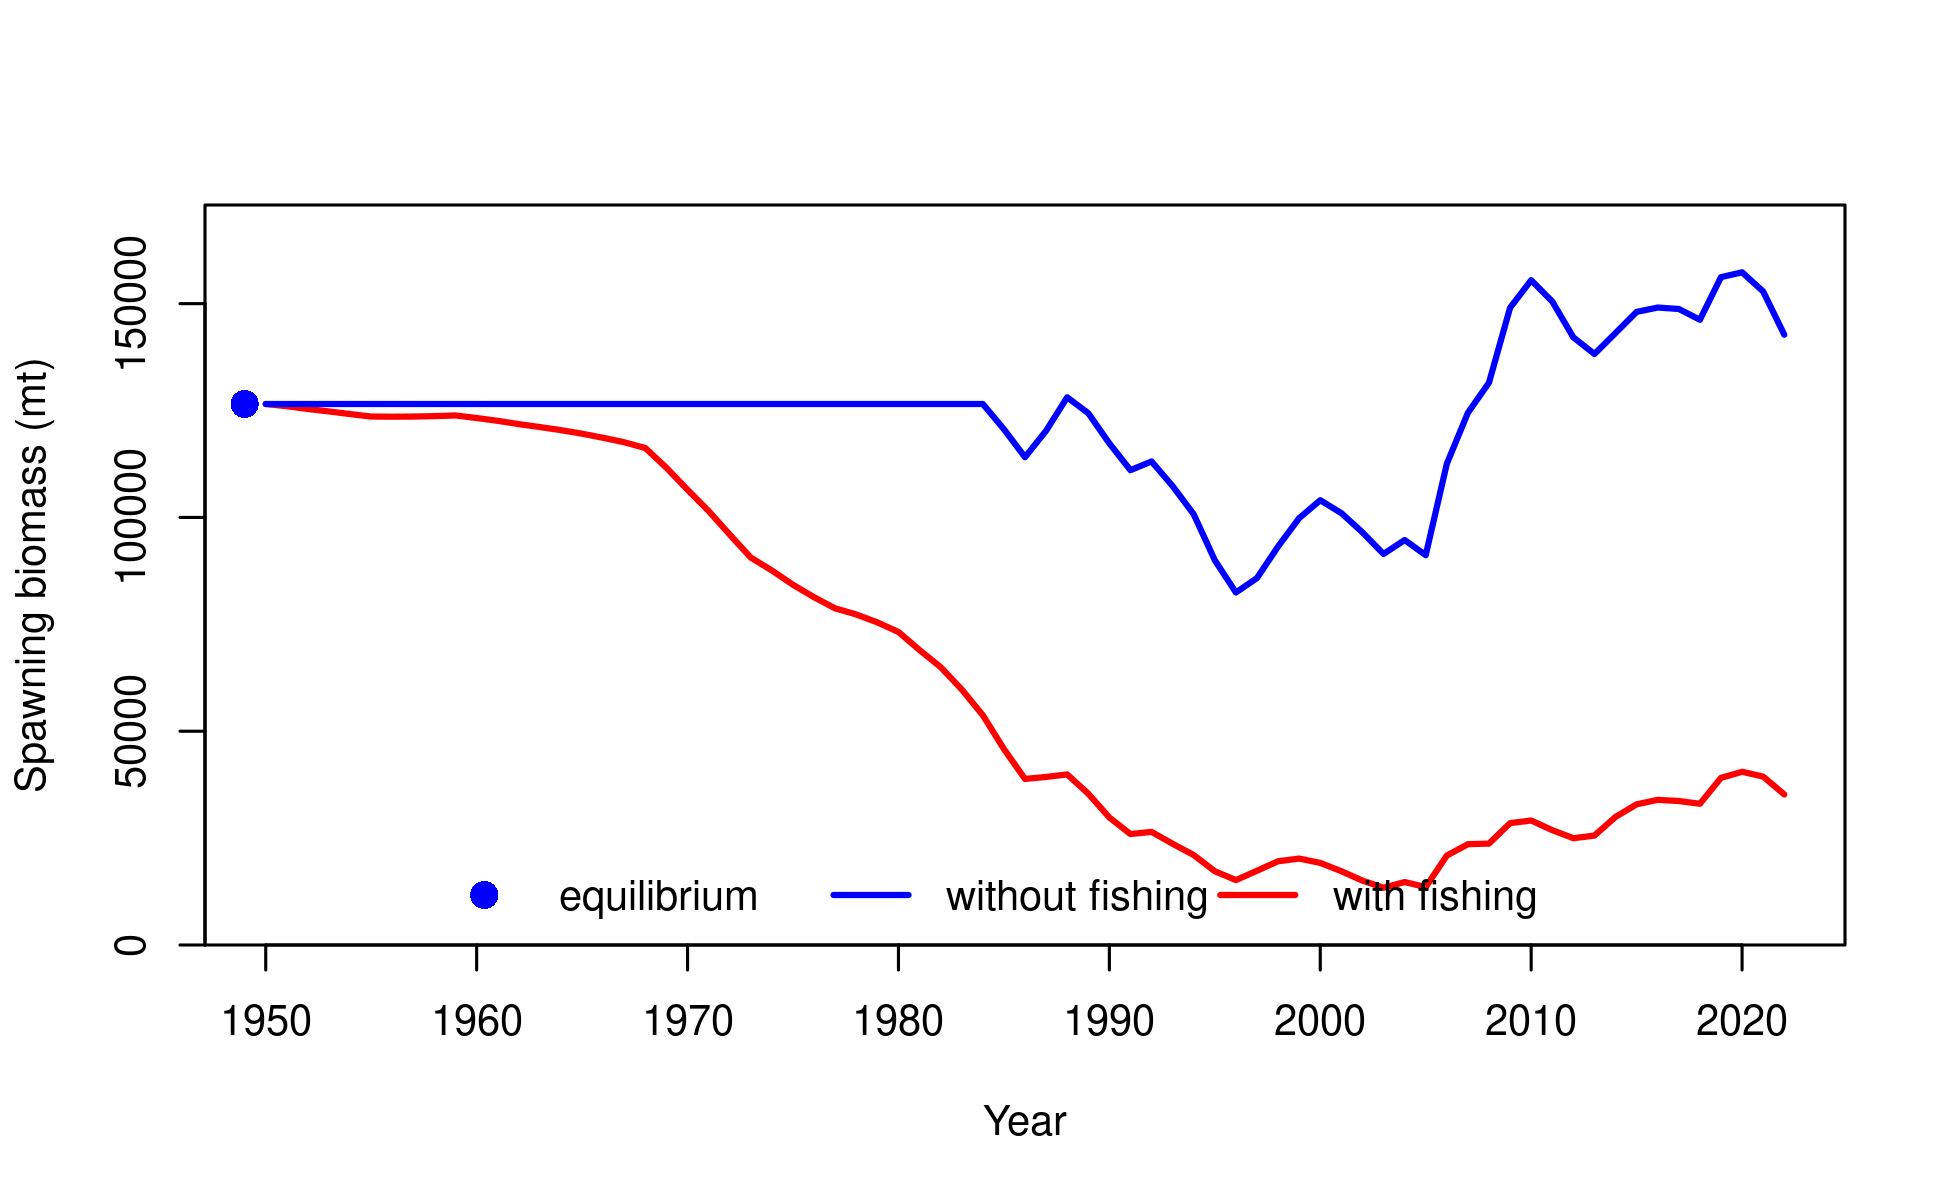 Spawning biomass (mt)
150000
100000
50000
0
equilibrium without fishing with fishing
1950 1960 1970 1980 1990 2000 2010 2020
Year